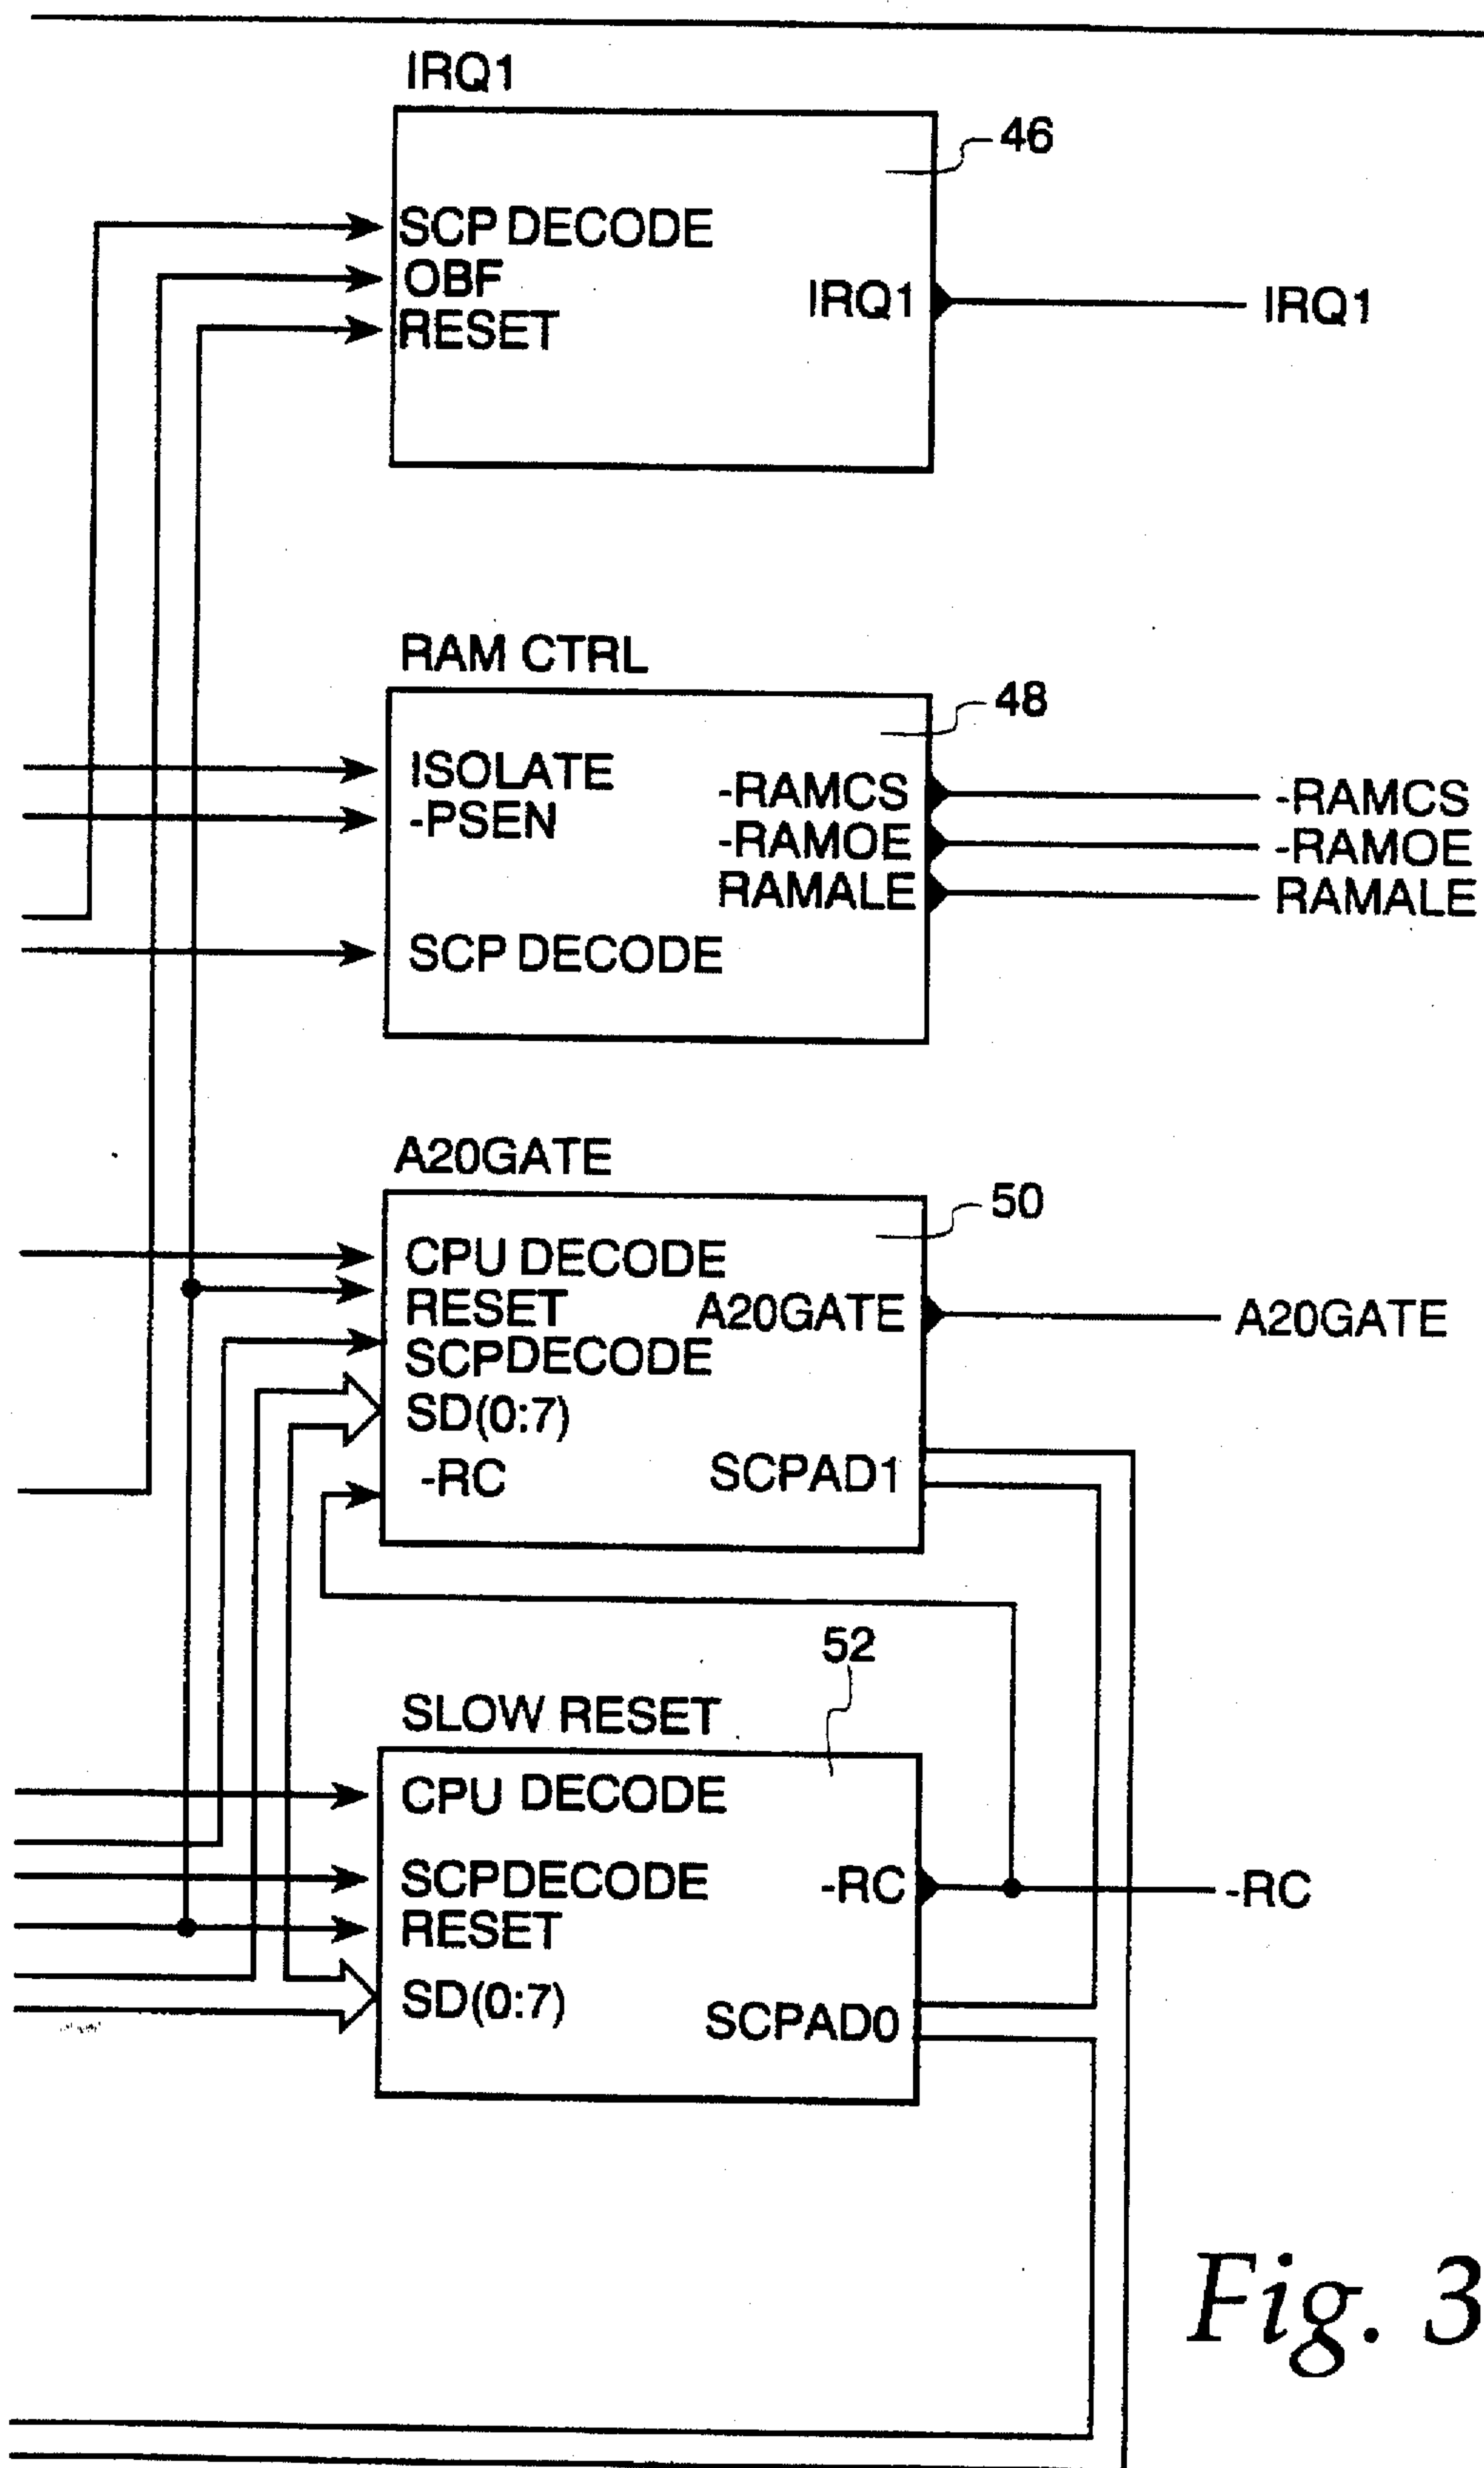 IRQ1
46
SCP DECODE
OBF
RESET
IRQ1
IRQ1
RAM CTRL
48
ISOLATE
-PSEN
SCP DECODE
-RAMCS
-RAMOE
RAMALE
-RAMCS
-RAMOE
RAMALE
A20GATE
50
CPU DECODE
RESET
SCPDECODE
SD(0:7)
-RC
A20GATE
SCPAD1
A20GATE
52
SLOW RESET
CPU DECODE
SCPDECODE
RESET
SD(0:7)
-RC
SCPAD0
-RC
Fig. 3